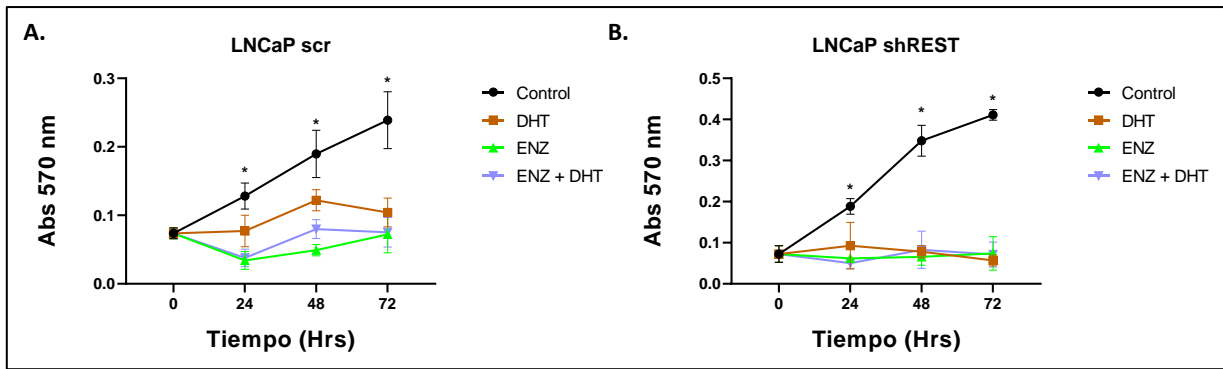 A.
LNCaP scr
Abs 570 nm
0.3
0.2
0.1
0.0
* * *
0 24 48 72
Tiempo (Hrs)
Control
DHT
ENZ
ENZ + DHT
B.
LNCaP shREST
Abs 570 nm
0.5
0.4
0.3
0.2
0.1
0.0
* * *
0 24 48 72
Tiempo (Hrs)
Control
DHT
ENZ
ENZ + DHT